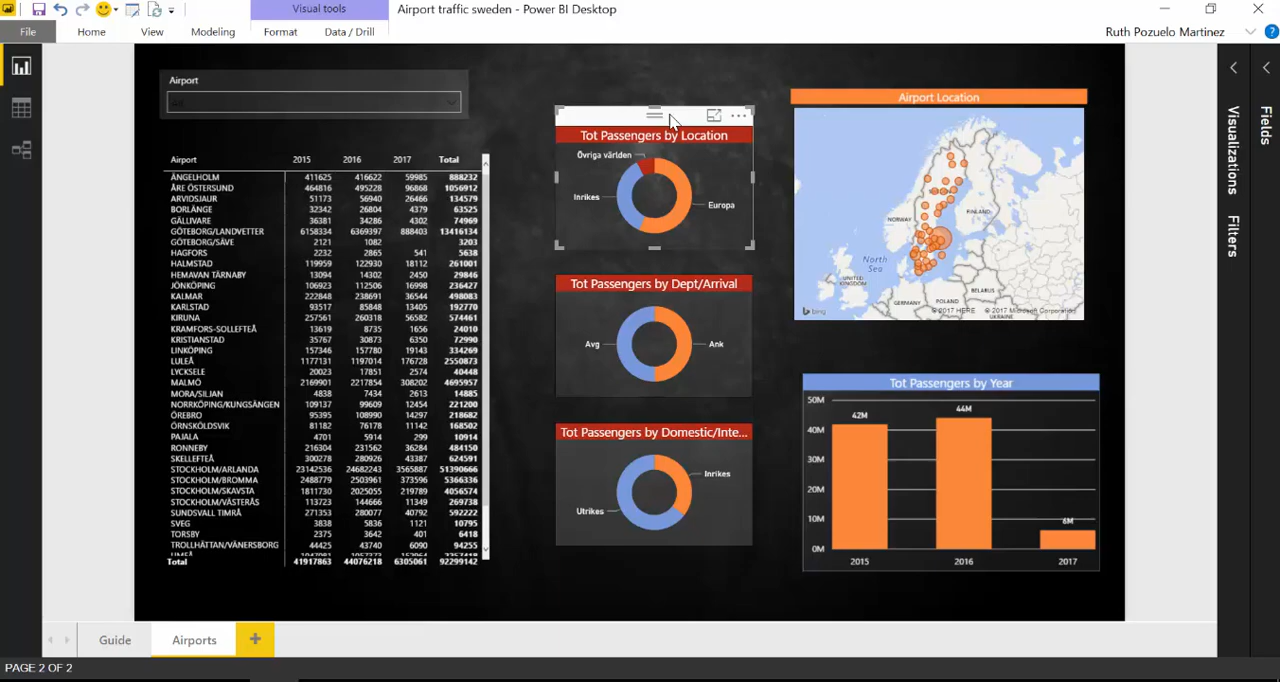 Visual tools
Airport traffic sweden - Power BI Desktop
File Home View Modeling Format Data / Drill
Ruth Pozuelo Martinez
?
Airport
Airport 2015 2016 2017 Total
ÄNGELHOLM 411625 416622 59985 888232
ÅRE ÖSTERSUND 464816 495228 96868 1056912
ARVIDSJAUR 51173 56940 26466 134579
BORLÄNGE 32342 26804 4379 63525
GÄLLIVARE 36381 34286 4302 74969
GÖTEBORG/LANDVETTER 6158334 6369397 888403 13416134
GÖTEBORG/SÄVE 2121 1082 3203
HAGFORS 2232 2865 541 5638
HALMSTAD 119959 122930 18112 261001
HEMAVAN TÄRNABY 13094 14302 2450 29846
JÖNKÖPING 106923 112506 16998 236427
KALMAR 222848 238691 36544 498083
KARLSTAD 93517 85848 13405 192770
KIRUNA 257561 260318 56582 574461
KRAMFORS-SOLLEFTEÅ 13619 8735 1656 24010
KRISTIANSTAD 35767 30873 6350 72990
LINKÖPING 157346 157780 19143 334269
LULEÅ 1177131 1197014 176728 2550873
LYCKSELE 20023 17851 2574 40448
MALMÖ 2169901 2217854 308202 4695957
MORA/SILJAN 4838 7434 2613 14885
NORRKÖPING/KUNGSÄNGEN 109137 99609 12454 221200
ÖREBRO 95395 108990 14297 218682
ÖRNSKÖLDSVIK 81182 76178 11142 168502
PAJALA 4701 5914 299 10914
RONNEBY 216304 231562 36284 484150
SKELLEFTEÅ 300278 280926 43387 624591
STOCKHOLM/ARLANDA 23142536 24682243 3565887 51390666
STOCKHOLM/BROMMA 2488779 2503961 373596 5366336
STOCKHOLM/SKAVSTA 1811730 2025055 219789 4056574
STOCKHOLM/VÄSTERÅS 113723 144666 11349 269738
SUNDSVALL TIMRÅ 271353 280077 40792 592222
SVEG 3838 5836 1121 10795
TORSBY 2375 3642 401 6418
TROLLHÄTTAN/VÄNERSBORG 44425 43740 6090 94255
Total 41917863 44076218 6305061 92299142
Tot Passengers by Location
Övriga världen
Inrikes
Europa
Tot Passengers by Dept/Arrival
Avg
Ank
Tot Passengers by Domestic/Inte...
Inrikes
Utrikes
Airport Location
NORWAY
FINLAND
North
Sea
UNITED
KINGDOM
BELARUS
POLAND
GERMANY
UKRAINE
bing
© 2017 HERE © 2017 Microsoft Corporation
Tot Passengers by Year
50M
40M
30M
20M
10M
0M
42M
44M
6M
2015 2016 2017
Visualizations
Filters
Fields
Guide Airports +
PAGE 2 OF 2